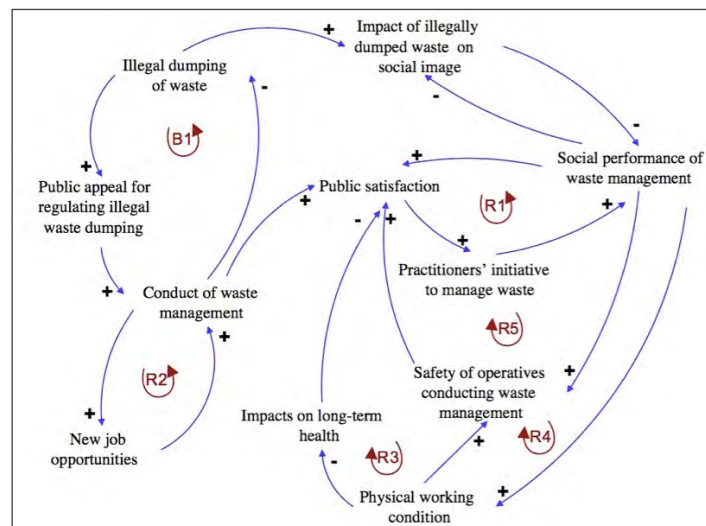 Impact of illegally
dumped waste on
social image
+
Illegal dumping
of waste
-
-
-
B1
+
Social performance of
waste management
+
Public appeal for
regulating illegal
waste dumping
Public satisfaction
R1
+
+
-
+
+
Practitioners' initiative
to manage waste
+
Conduct of waste
management
+
R5
R2
Safety of operatives
conducting waste
management
+
+
Impacts on long-term
health
New job
opportunities
R3
R4
+
-
+
Physical working
condition